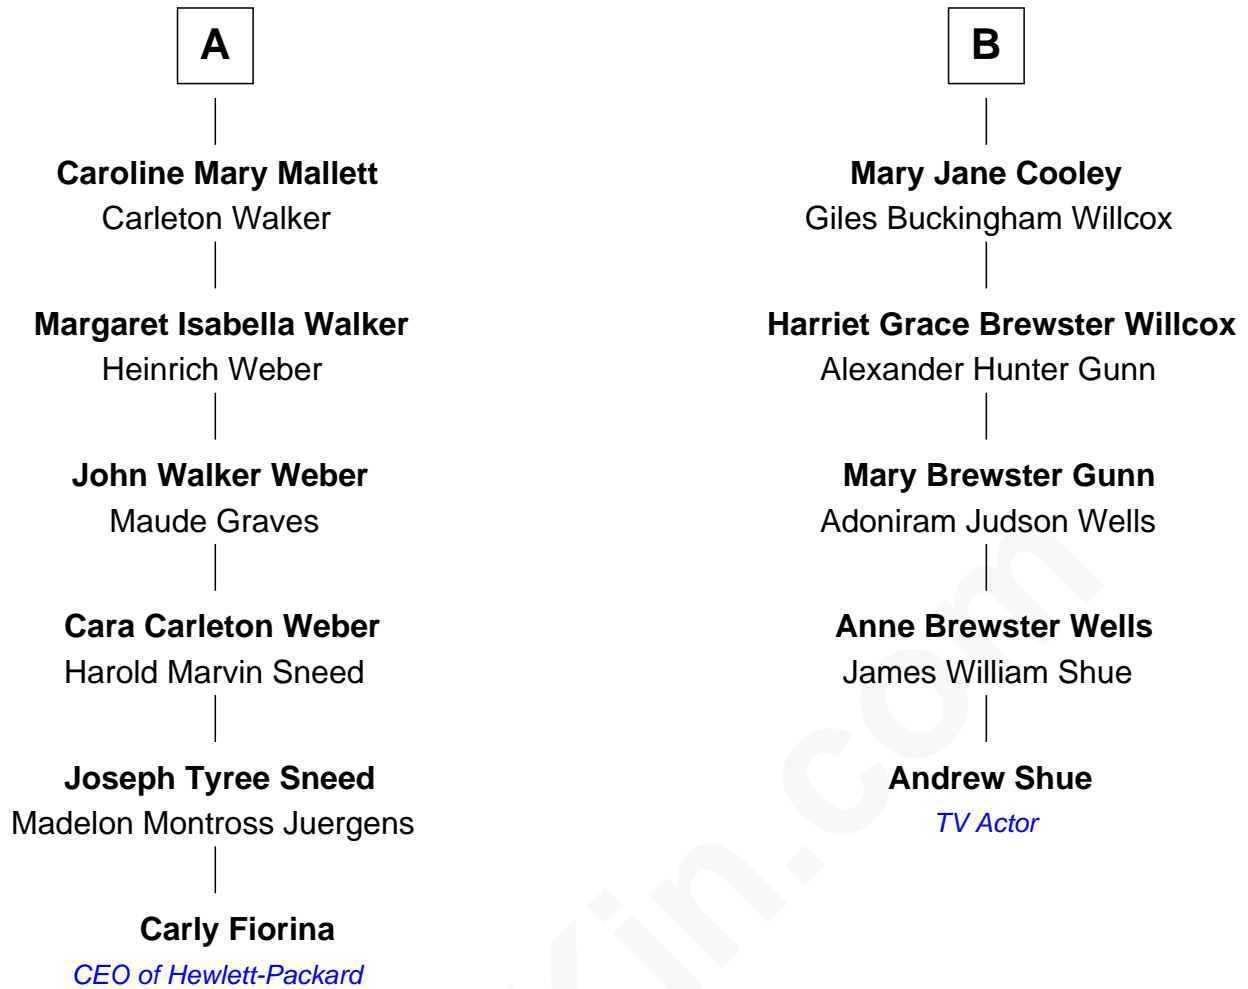 A
Caroline Mary Mallett
Carleton Walker
Margaret Isabella Walker
Heinrich Weber
John Walker Weber
Maude Graves
Cara Carleton Weber
Harold Marvin Sneed
Joseph Tyree Sneed
Madelon Montross Juergens
Carly Fiorina
CEO of Hewlett-Packard
B
Mary Jane Cooley
Giles Buckingham Willcox
Harriet Grace Brewster Willcox
Alexander Hunter Gunn
Mary Brewster Gunn
Adoniram Judson Wells
Anne Brewster Wells
James William Shue
Andrew Shue
TV Actor